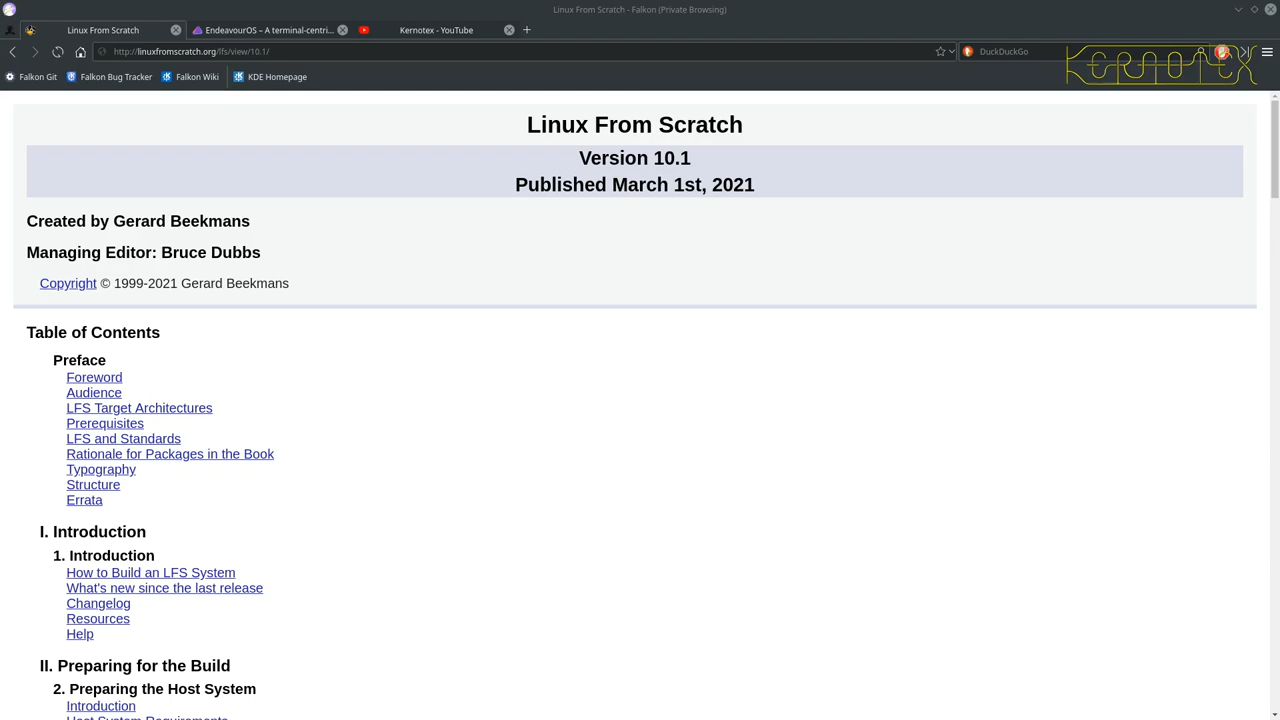 Linux From Scratch - Falkon (Private Browsing)
Linux From Scratch
EndeavourOS – A terminal-centri...
Kernotex - YouTube
http://linuxfromscratch.org/lfs/view/10.1/
DuckDuckGo
KERNOTEX
Falkon Git
Falkon Bug Tracker
Falkon Wiki
KDE Homepage
Linux From Scratch
Version 10.1
Published March 1st, 2021
Created by Gerard Beekmans
Managing Editor: Bruce Dubbs
Copyright © 1999-2021 Gerard Beekmans
Table of Contents
Preface
Foreword
Audience
LFS Target Architectures
Prerequisites
LFS and Standards
Rationale for Packages in the Book
Typography
Structure
Errata
I. Introduction
1. Introduction
How to Build an LFS System
What's new since the last release
Changelog
Resources
Help
II. Preparing for the Build
2. Preparing the Host System
Introduction
Host System Requirements